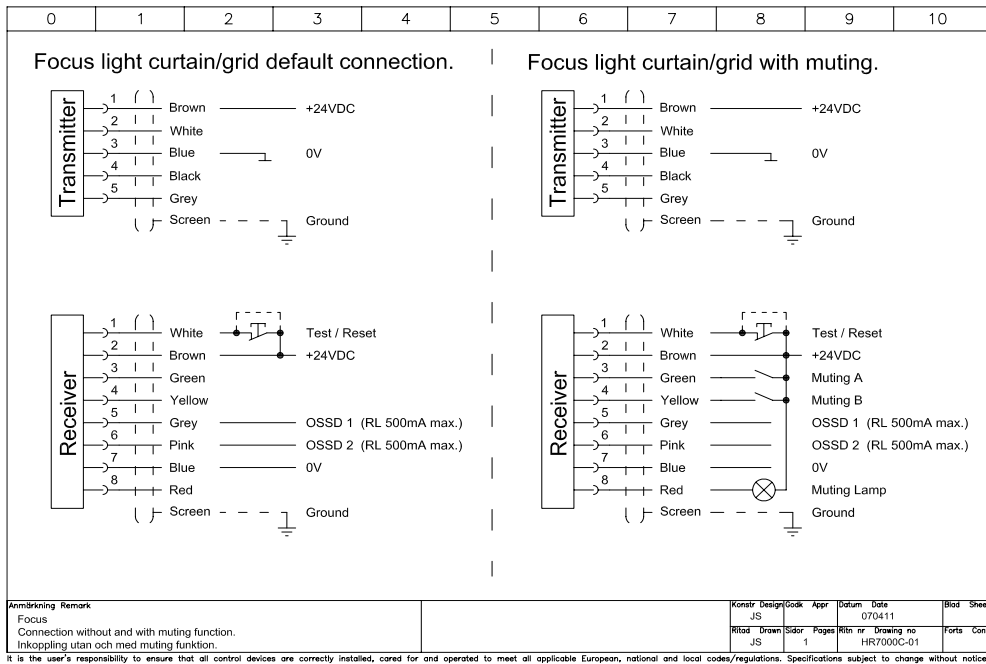 0 1 2 3 4 5 6 7 8 9 10
Focus light curtain/grid default connection.
Transmitter
1 Brown +24VDC
2 White
3 Blue 0V
4 Black
5 Grey
Screen Ground
Receiver
1 White Test / Reset
2 Brown +24VDC
3 Green
4 Yellow
5 Grey OSSD 1 (RL 500mA max.)
6 Pink OSSD 2 (RL 500mA max.)
7 Blue 0V
8 Red
Screen Ground
Focus light curtain/grid with muting.
Transmitter
1 Brown +24VDC
2 White
3 Blue 0V
4 Black
5 Grey
Screen Ground
Receiver
1 White Test / Reset
2 Brown +24VDC
3 Green Muting A
4 Yellow Muting B
5 Grey OSSD 1 (RL 500mA max.)
6 Pink OSSD 2 (RL 500mA max.)
7 Blue 0V
8 Red Muting Lamp
Screen Ground
Anmärkning Remark
Focus
Connection without and with muting function.
Inkoppling utan och med muting funktion.
Konstr Design Godk Appr Datum Date Blad Shee
JS 070411
Ritad Drawn Sidor Pages Ritn nr Drawing no Forts Con
JS 1 HR7000C-01
It is the user's responsibility to ensure that all control devices are correctly installed, cared for and operated to meet all applicable European, national and local codes/regulations. Specifications subject to change without notice